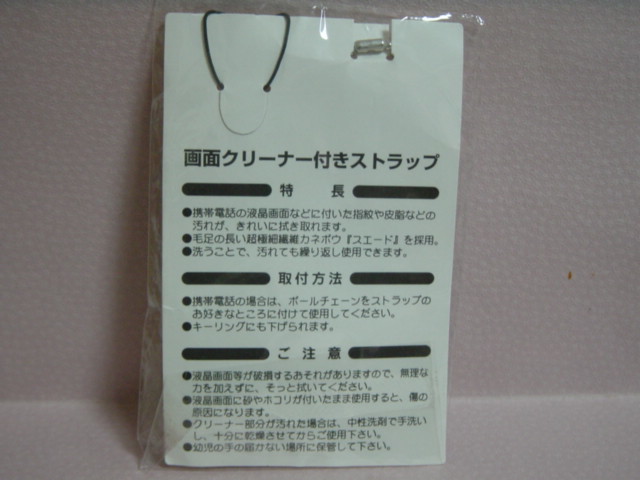 画面クリーナー付きストラップ
特長
●携帯電話の液晶画面などに付いた指紋や皮脂などの
汚れが、きれいに拭き取れます。
●毛足の長い超極細繊維カネボウ『スエード』を採用。
●洗うことで、汚れても繰り返し使用できます。
取付方法
●携帯電話の場合は、ボールチェーンをストラップの
お好きなところに付けて使用してください。
●キーリングにも下げられます。
ご注意
●液晶画面等が破損するおそれがありますので、無理な
力を加えずに、そっと拭いてください。
●液晶画面に砂やホコリが付いたまま使用すると、傷の
原因になります。
●クリーナー部分が汚れた場合は、中性洗剤で手洗い
し、十分に乾燥させてからご使用下さい。
●幼児の手の届かない場所に保管して下さい。